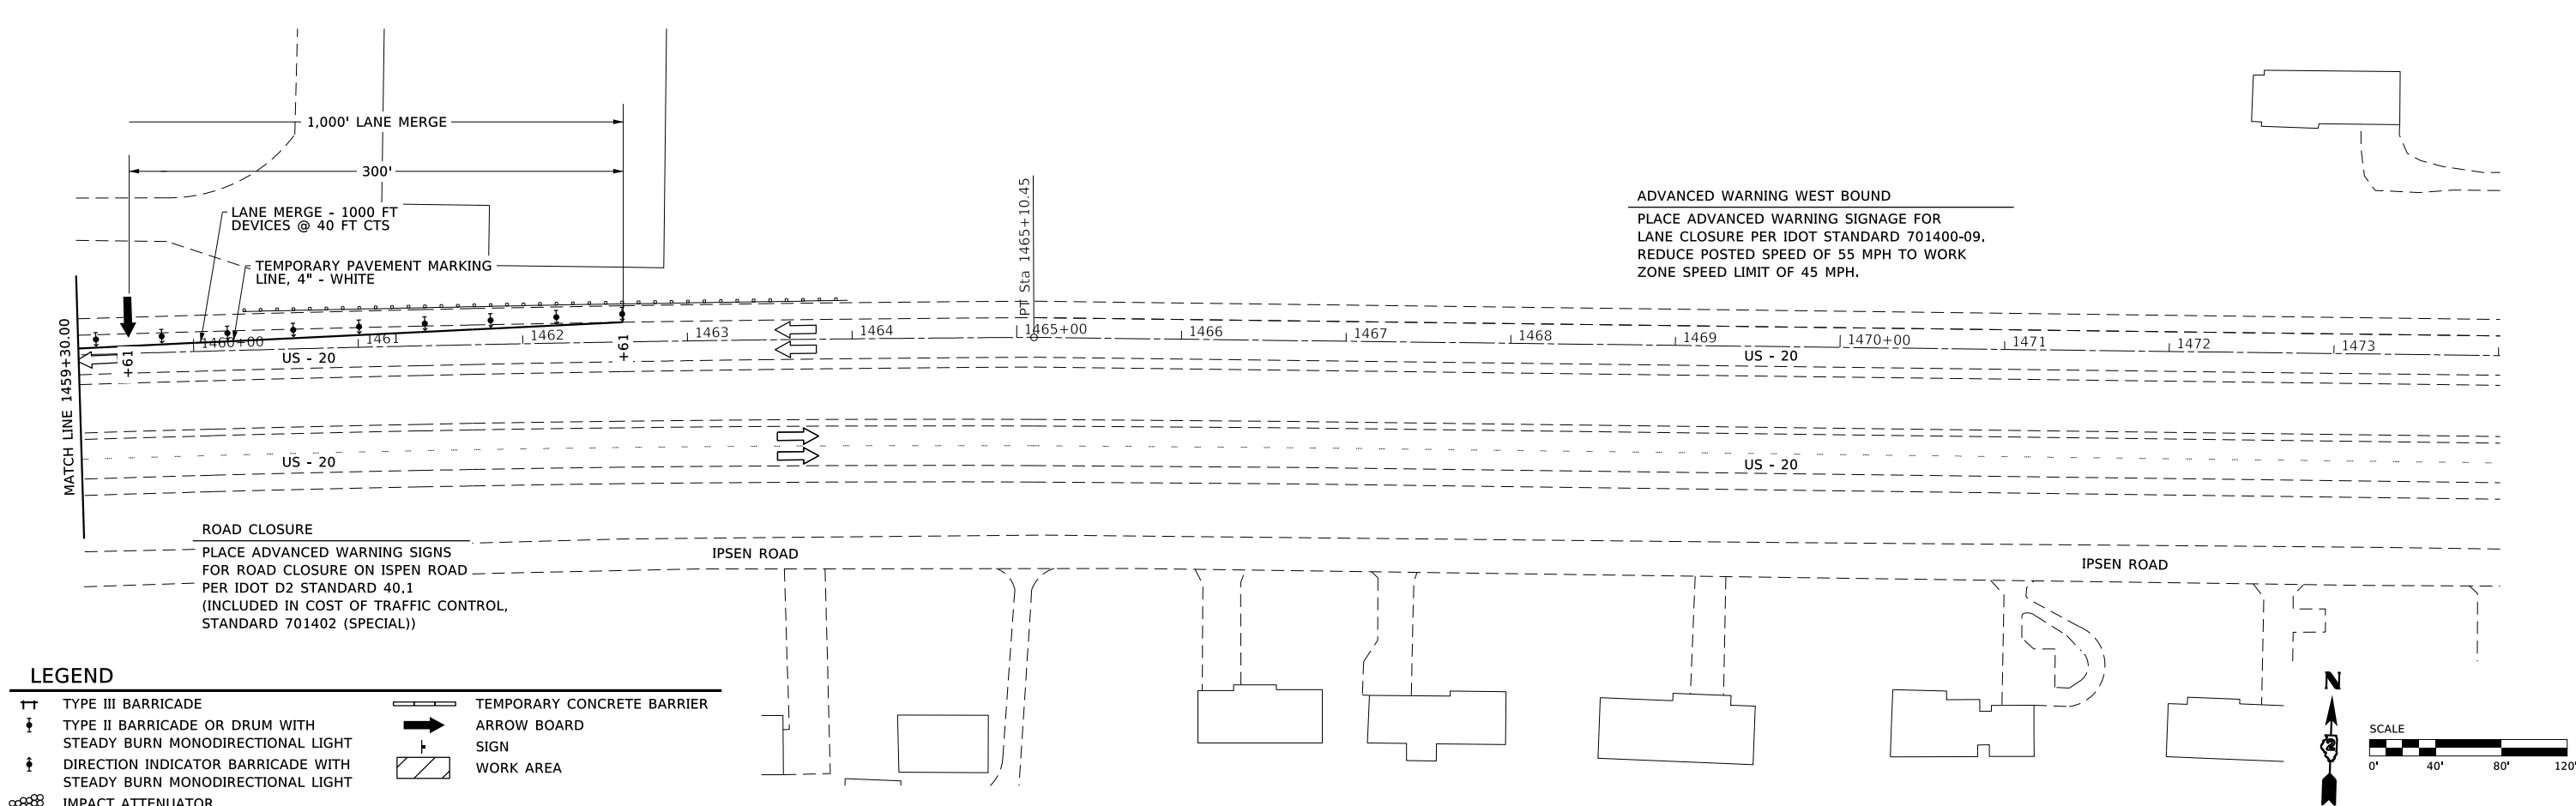 1,000' LANE MERGE
300'
LANE MERGE - 1000 FT
DEVICES @ 40 FT CTS
TEMPORARY PAVEMENT MARKING
LINE, 4" - WHITE
PT Sta 1465+10.45
ADVANCED WARNING WEST BOUND
PLACE ADVANCED WARNING SIGNAGE FOR
LANE CLOSURE PER IDOT STANDARD 701400-09.
REDUCE POSTED SPEED OF 55 MPH TO WORK
ZONE SPEED LIMIT OF 45 MPH.
MATCH LINE 1459+30.00
+61
1460+00
1461
1462
+61
1463
1464
1465+00
1466
1467
1468
1469
1470+00
1471
1472
1473
US - 20
US - 20
US - 20
US - 20
ROAD CLOSURE
PLACE ADVANCED WARNING SIGNS
FOR ROAD CLOSURE ON ISPEN ROAD
PER IDOT D2 STANDARD 40.1
(INCLUDED IN COST OF TRAFFIC CONTROL,
STANDARD 701402 (SPECIAL))
IPSEN ROAD
IPSEN ROAD
LEGEND
TYPE III BARRICADE
TYPE II BARRICADE OR DRUM WITH
STEADY BURN MONODIRECTIONAL LIGHT
DIRECTION INDICATOR BARRICADE WITH
STEADY BURN MONODIRECTIONAL LIGHT
IMPACT ATTENUATOR
TEMPORARY CONCRETE BARRIER
ARROW BOARD
SIGN
WORK AREA
N
2
SCALE
0' 40' 80' 120'